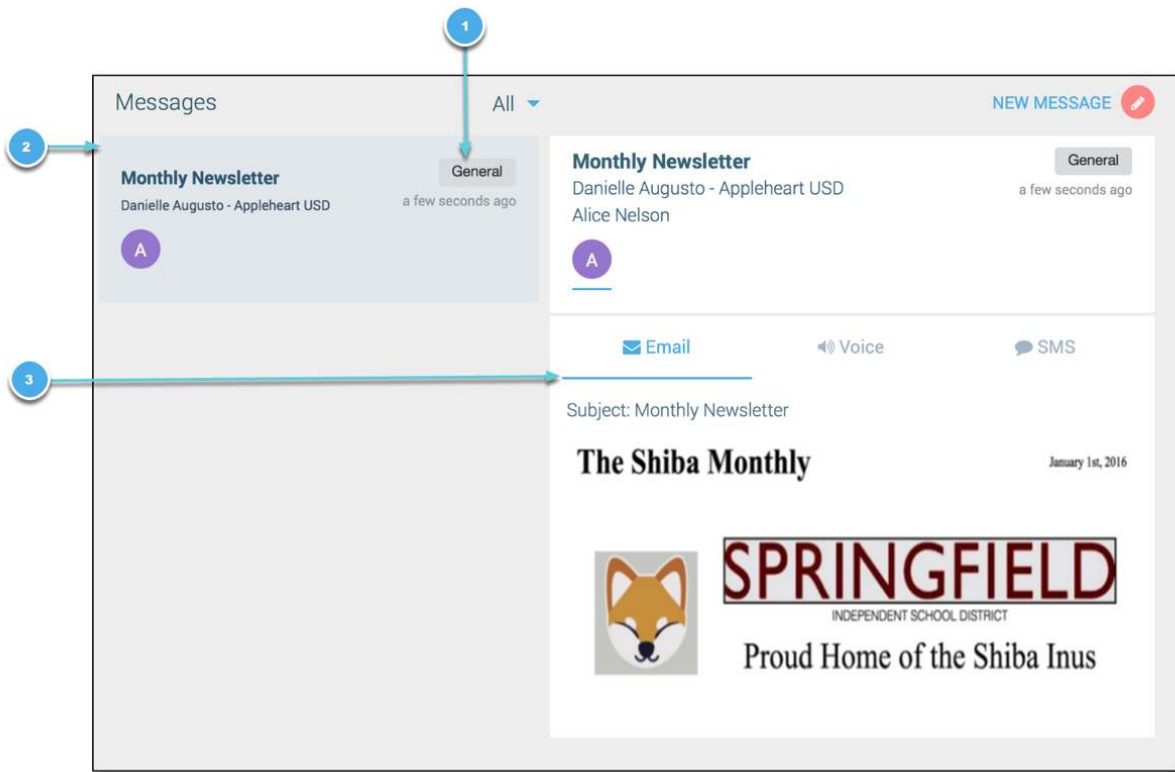 1
Messages
All
NEW MESSAGE
2
Monthly Newsletter
General
Danielle Augusto - Appleheart USD
a few seconds ago
A
Monthly Newsletter
General
Danielle Augusto - Appleheart USD
a few seconds ago
Alice Nelson
A
3
Email
Voice
SMS
Subject: Monthly Newsletter
The Shiba Monthly
January 1st, 2016
SPRINGFIELD
INDEPENDENT SCHOOL DISTRICT
Proud Home of the Shiba Inus